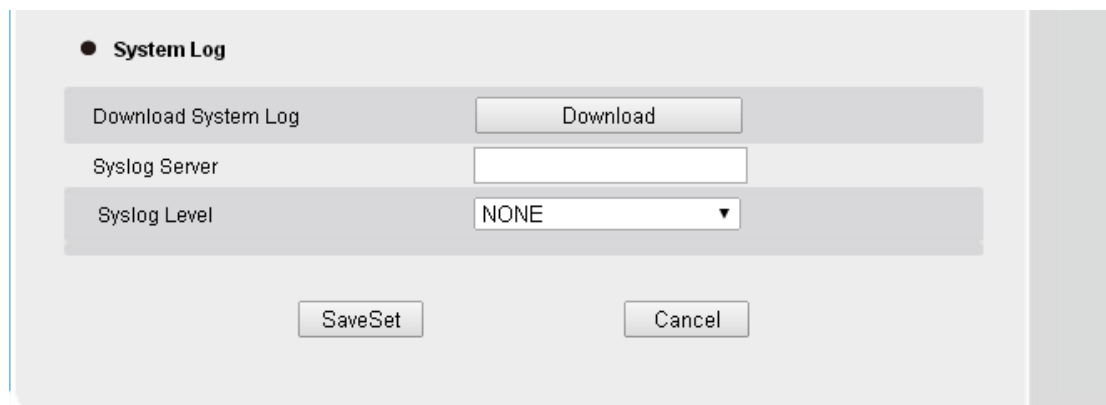 System Log
Download System Log Download
Syslog Server
Syslog Level NONE
SaveSet Cancel